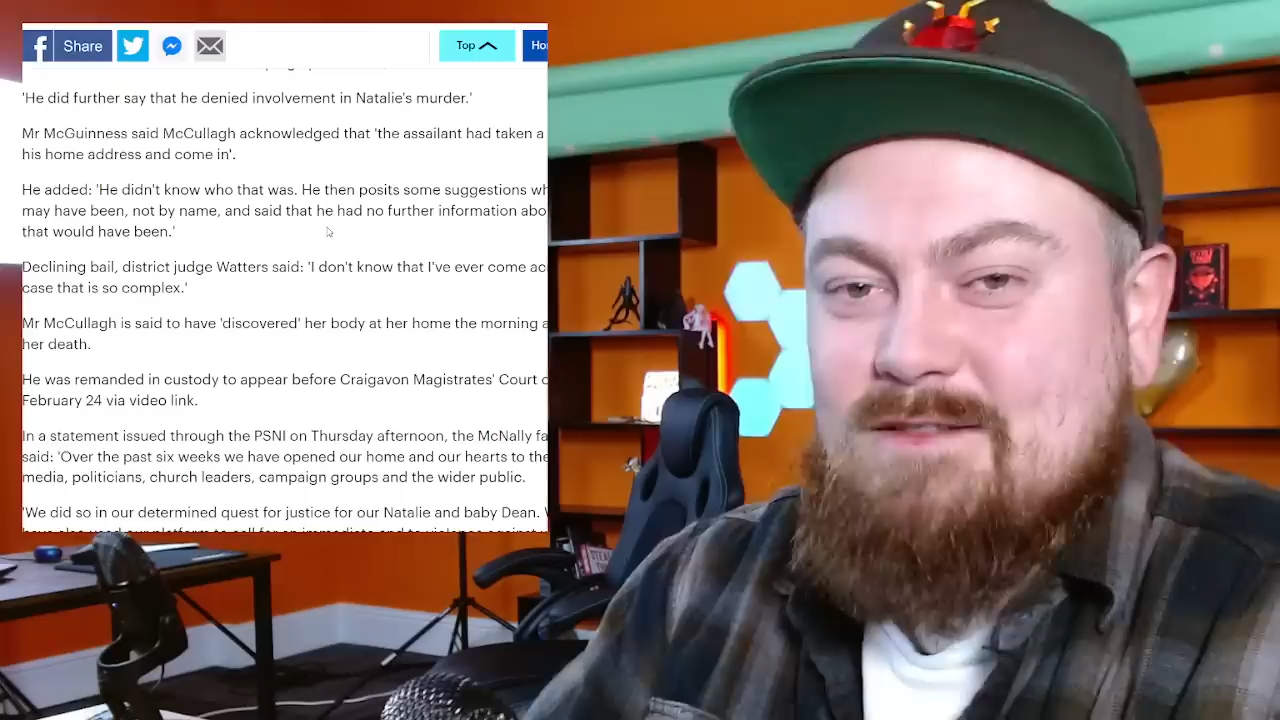 Share
Top
Ho
'He did further say that he denied involvement in Natalie's murder.'
Mr McGuinness said McCullagh acknowledged that 'the assailant had taken a
his home address and come in'.
He added: 'He didn't know who that was. He then posits some suggestions wh
may have been, not by name, and said that he had no further information abo
that would have been.'
Declining bail, district judge Watters said: 'I don't know that I've ever come ac
case that is so complex.'
Mr McCullagh is said to have 'discovered' her body at her home the morning a
her death.
He was remanded in custody to appear before Craigavon Magistrates' Court o
February 24 via video link.
In a statement issued through the PSNI on Thursday afternoon, the McNally fa
said: 'Over the past six weeks we have opened our home and our hearts to the
media, politicians, church leaders, campaign groups and the wider public.
'We did so in our determined quest for justice for our Natalie and baby Dean.